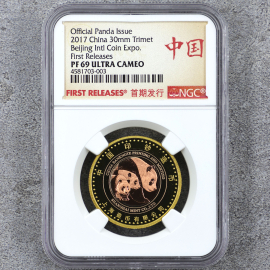 Official Panda Issue
2017 China 30mm Trimet
Beijing Intl Coin Expo.
First Releases
PF 69 ULTRA CAMEO
4581703-003
中国
FIRST RELEASES 首期发行
NGC